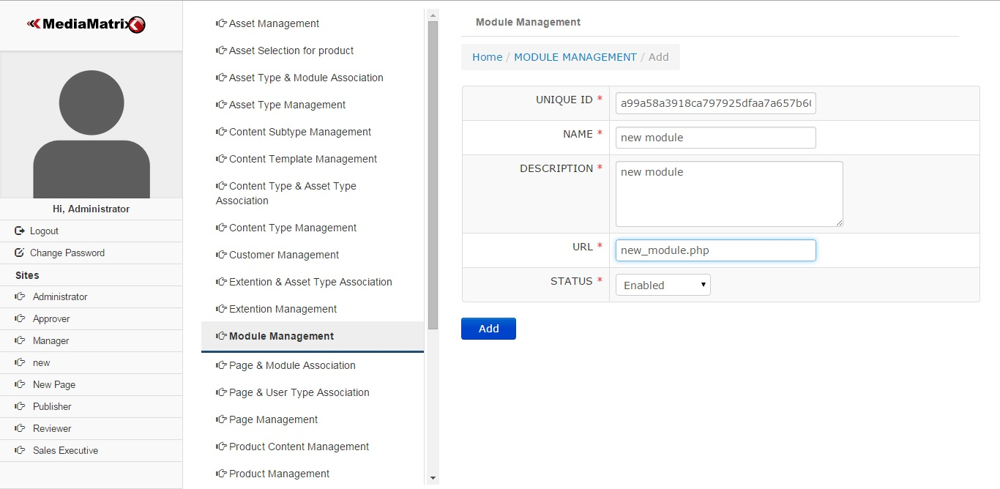 MediaMatrix
Hi, Administrator
Logout
Change Password
Sites
Administrator
Approver
Manager
new
New Page
Publisher
Reviewer
Sales Executive
Asset Management
Asset Selection for product
Asset Type & Module Association
Asset Type Management
Content Subtype Management
Content Template Management
Content Type & Asset Type
Association
Content Type Management
Customer Management
Extention & Asset Type Association
Extention Management
Module Management
Page & Module Association
Page & User Type Association
Page Management
Product Content Management
Product Management
Module Management
Home / MODULE MANAGEMENT / Add
UNIQUE ID * a99a58a3918ca797925dfaa7a657b6
NAME * new module
DESCRIPTION * new module
URL * new_module.php
STATUS * Enabled
Add